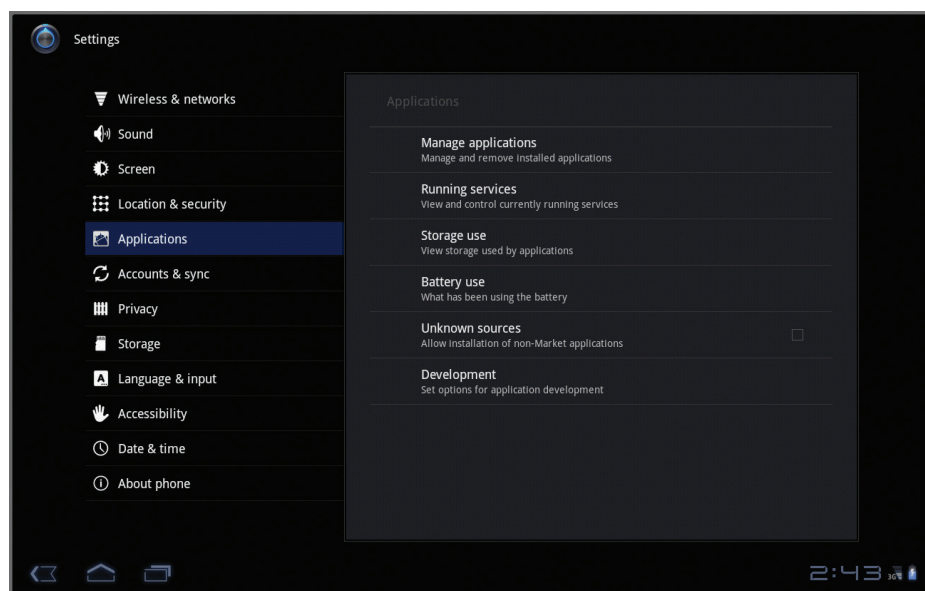 Settings
Wireless & networks
Sound
Screen
Location & security
Applications
Accounts & sync
Privacy
Storage
Language & input
Accessibility
Date & time
About phone
Applications
Manage applications
Manage and remove installed applications
Running services
View and control currently running services
Storage use
View storage used by applications
Battery use
What has been using the battery
Unknown sources
Allow installation of non-Market applications
Development
Set options for application development
2:43 3G